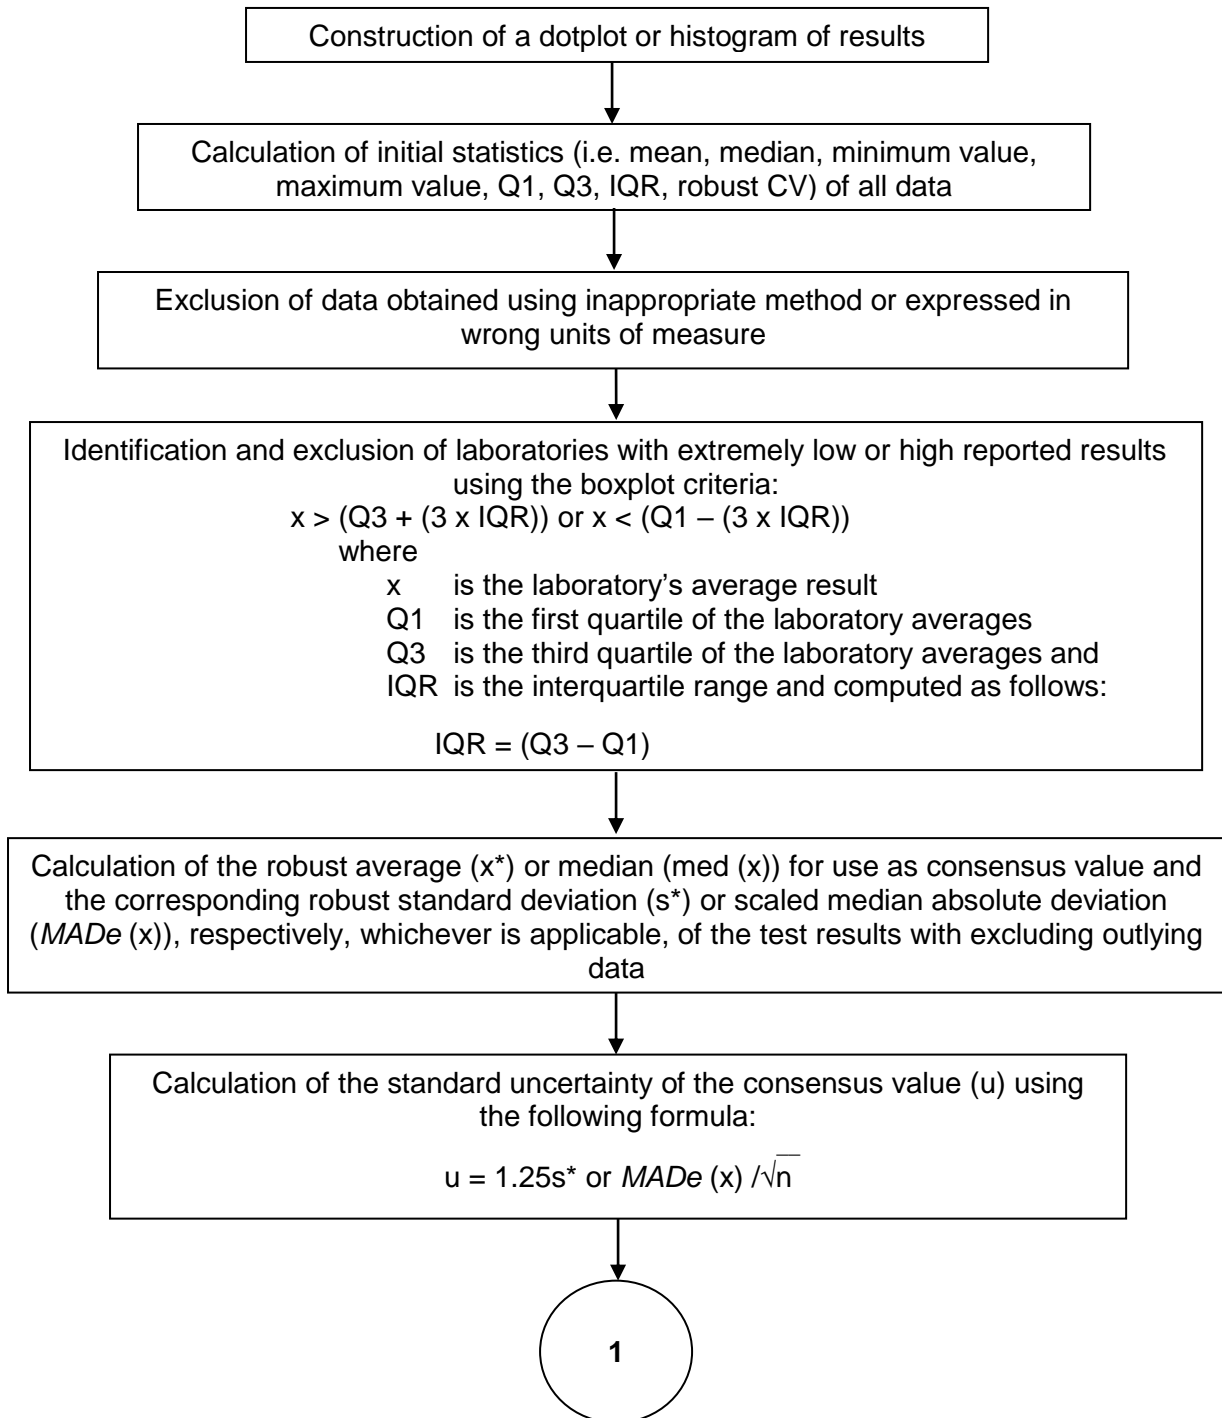 Construction of a dotplot or histogram of results
Calculation of initial statistics (i.e. mean, median, minimum value,
maximum value, Q1, Q3, IQR, robust CV) of all data
Exclusion of data obtained using inappropriate method or expressed in
wrong units of measure
Identification and exclusion of laboratories with extremely low or high reported results
using the boxplot criteria:
x > (Q3 + (3 x IQR)) or x < (Q1 – (3 x IQR))
where
x is the laboratory’s average result
Q1 is the first quartile of the laboratory averages
Q3 is the third quartile of the laboratory averages and
IQR is the interquartile range and computed as follows:
IQR = (Q3 – Q1)
Calculation of the robust average (x*) or median (med (x)) for use as consensus value and
the corresponding robust standard deviation (s*) or scaled median absolute deviation
(MADe (x)), respectively, whichever is applicable, of the test results with excluding outlying
data
Calculation of the standard uncertainty of the consensus value (u) using
the following formula:
u = 1.25s* or MADe (x) /√n
1